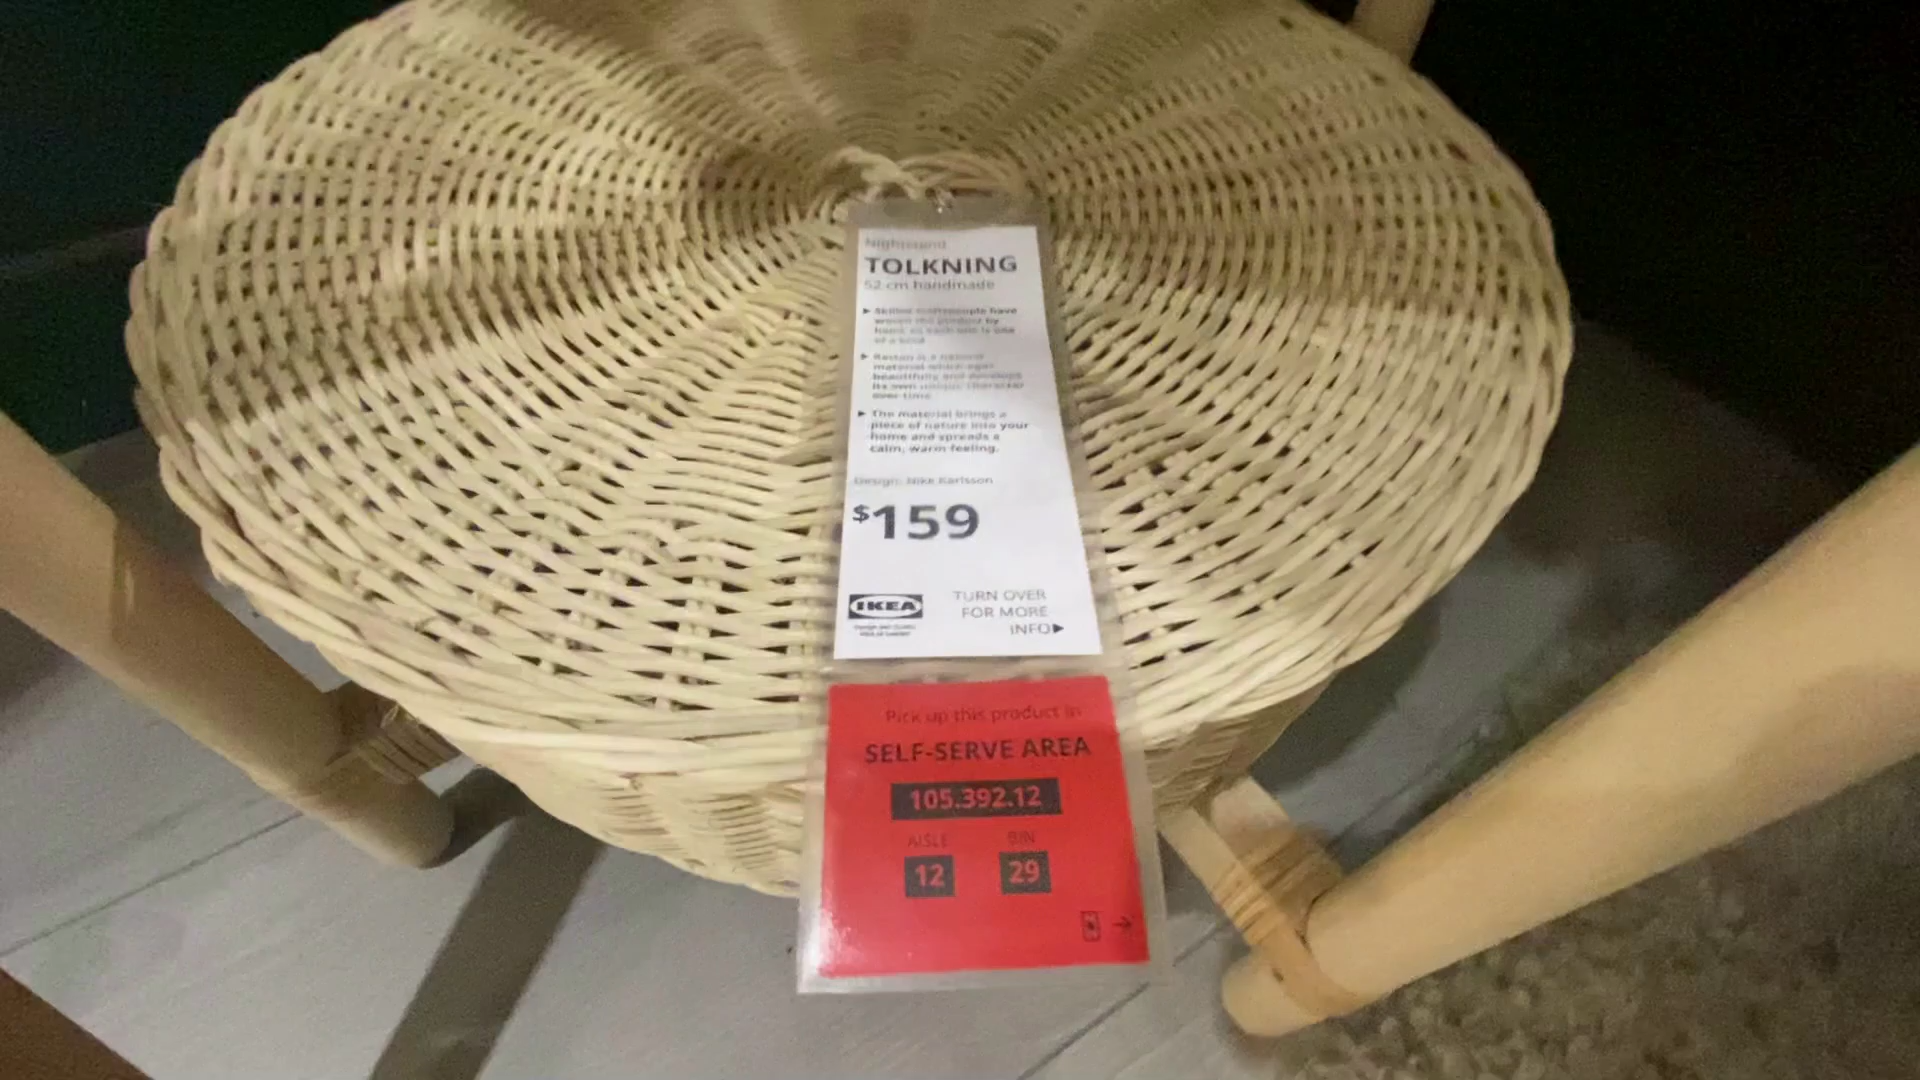 Nightstand
TOLKNING
52 cm handmade
▶ Skilled craftspeople have
woven this product by
hand, so each one is one
of a kind.
▶ Rattan is a natural
material which ages
beautifully and develops
its own unique character
over time.
▶ The material brings a
piece of nature into your
home and spreads a
calm, warm feeling.
Design: Mike Karlsson
$159
IKEA
TURN OVER
FOR MORE
INFO▶
Pick up this product in
SELF-SERVE AREA
105.392.12
AISLE BIN
12 29